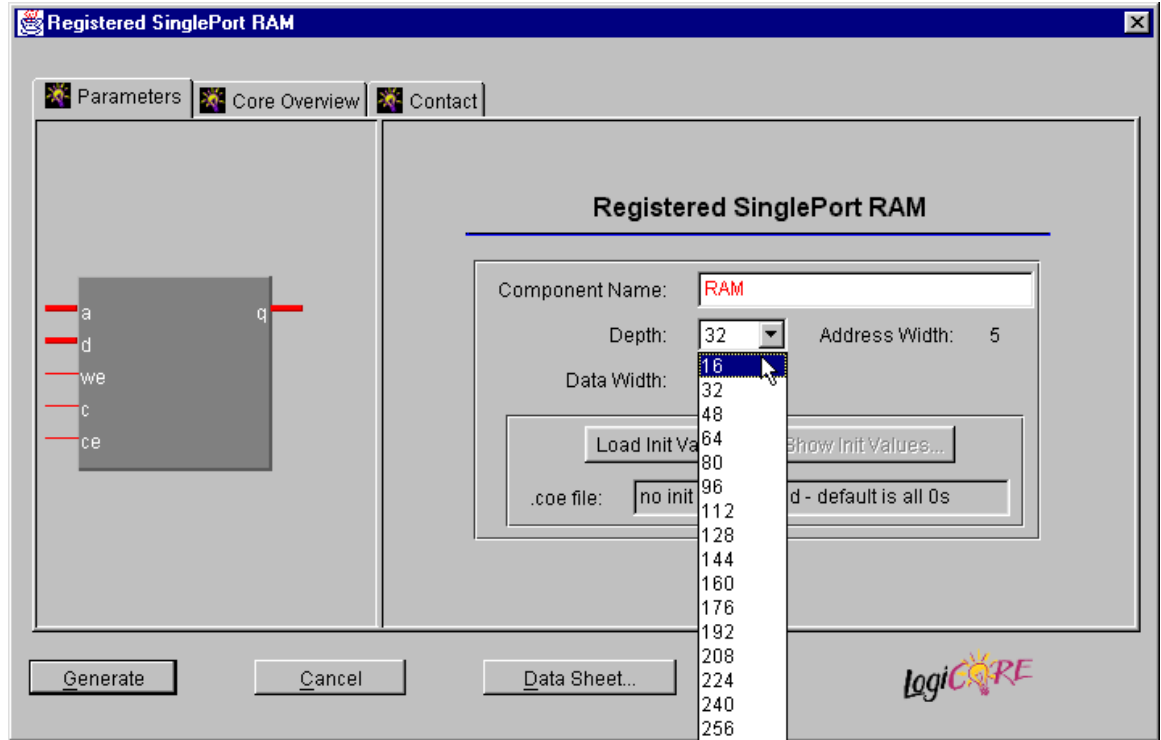 Registered SinglePort RAM
Parameters
Core Overview
Contact
a
q
d
we
c
ce
Registered SinglePort RAM
Component Name: RAM
Depth: 32 Address Width: 5
Data Width:
16
32
48
64
80
96
112
128
144
160
176
192
208
224
240
256
Load Init Va
Show Init Values...
.coe file: no init d - default is all 0s
Generate
Cancel
Data Sheet...
LogiCORE